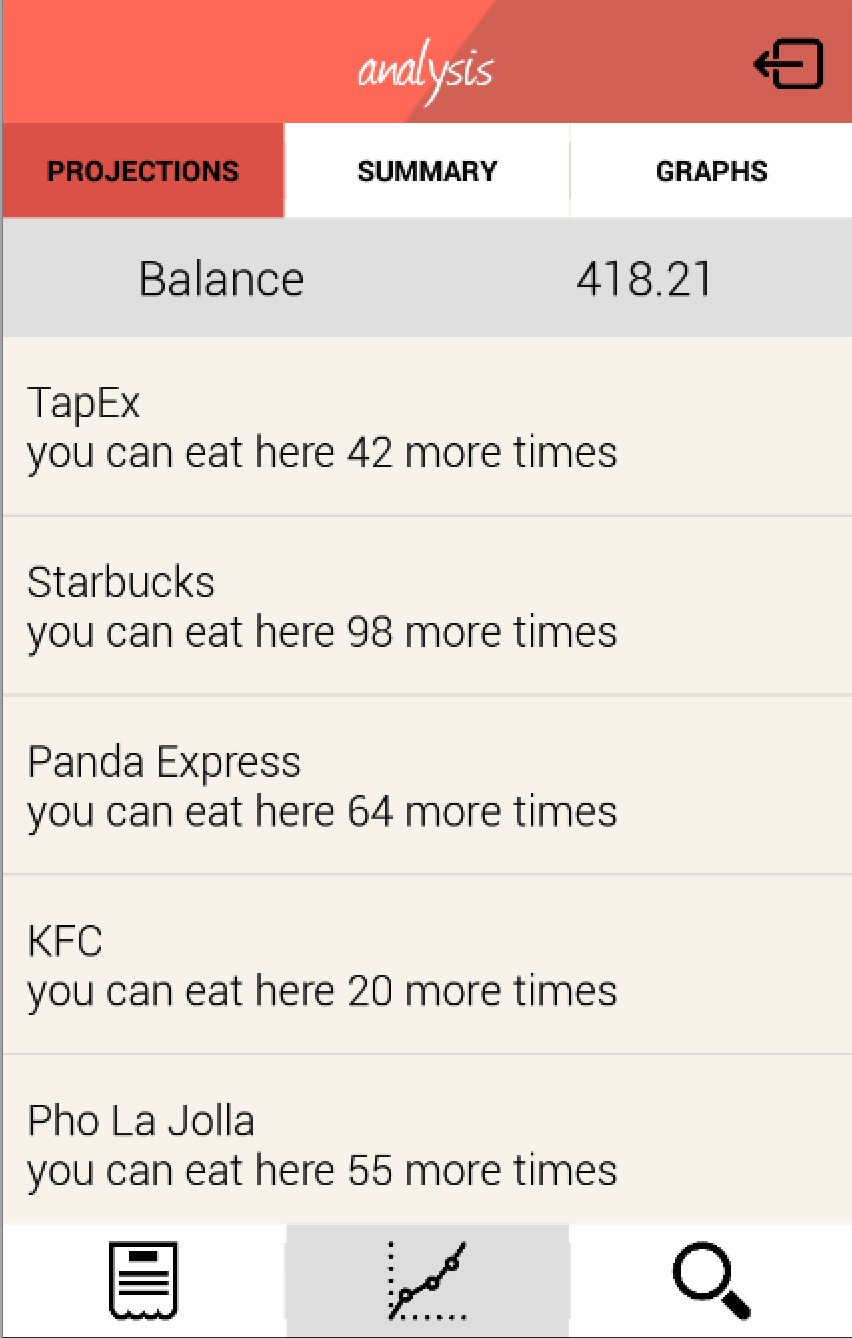 analysis
PROJECTIONS SUMMARY GRAPHS
Balance 418.21
TapEx
you can eat here 42 more times
Starbucks
you can eat here 98 more times
Panda Express
you can eat here 64 more times
KFC
you can eat here 20 more times
Pho La Jolla
you can eat here 55 more times